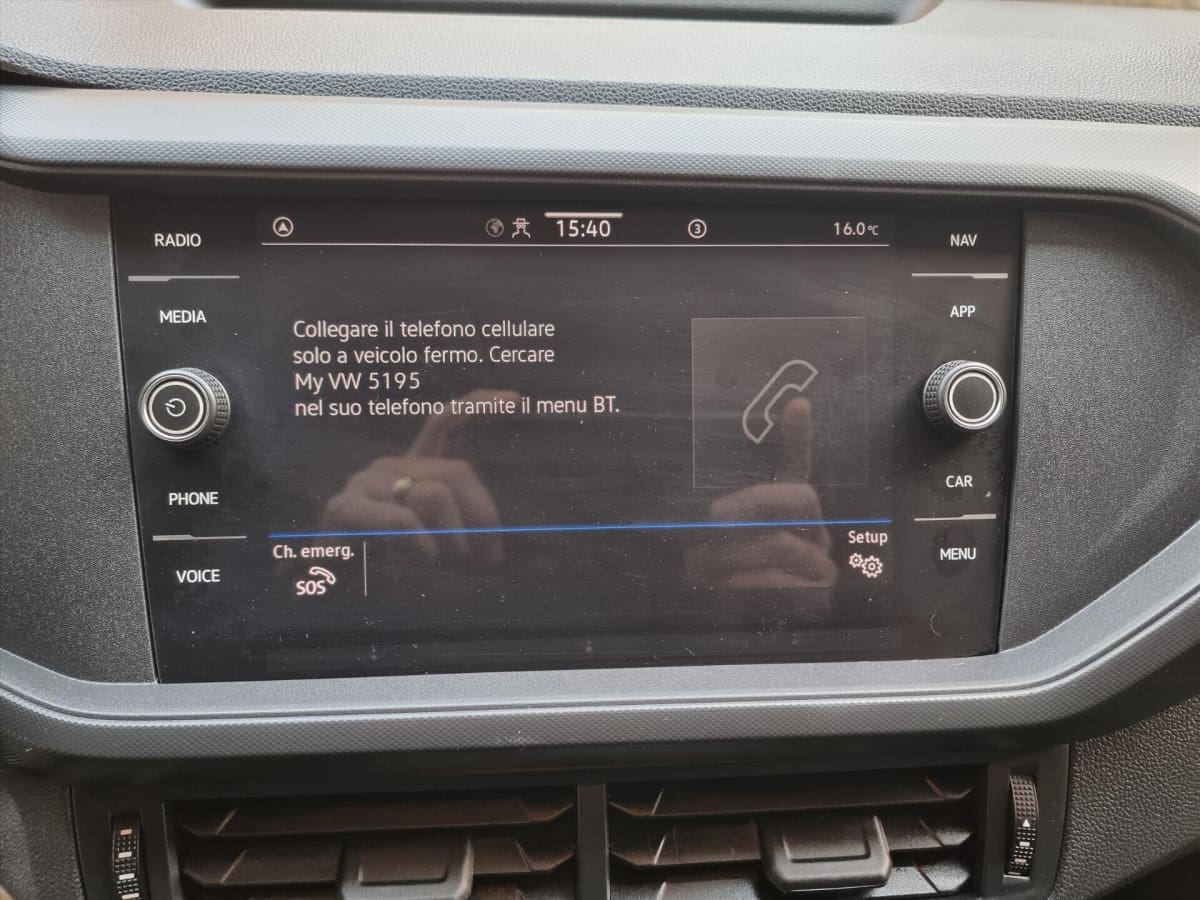 RADIO
MEDIA
PHONE
VOICE
15:40
3
16.0°C
Collegare il telefono cellulare
solo a veicolo fermo. Cercare
My VW 5195
nel suo telefono tramite il menu BT.
Ch. emerg.
SOS
Setup
NAV
APP
CAR
MENU